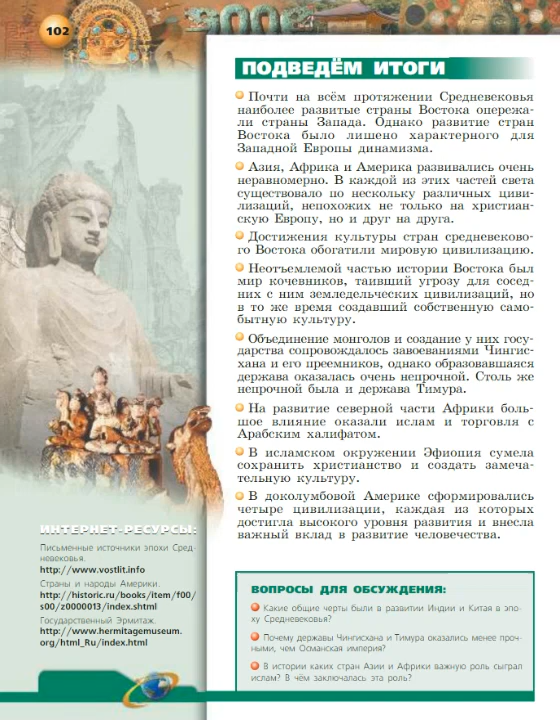 102
ПОДВЕДЁМ ИТОГИ
Почти на всём протяжении Средневековья
наиболее развитые страны Востока опережа-
ли страны Запада. Однако развитие стран
Востока было лишено характерного для
Западной Европы динамизма.
Азия, Африка и Америка развивались очень
неравномерно. В каждой из этих частей света
существовало по нескольку различных циви-
лизаций, непохожих не только на христиан-
скую Европу, но и друг на друга.
Достижения культуры стран средневеково-
го Востока обогатили мировую цивилизацию.
Неотъемлемой частью истории Востока был
мир кочевников, таивший угрозу для сосед-
них с ним земледельческих цивилизаций, но
в то же время создавший собственную само-
бытную культуру.
Объединение монголов и создание у них госу-
дарства сопровождалось завоеваниями Чингис-
хана и его преемников, однако образовавшаяся
держава оказалась очень непрочной. Столь же
непрочной была и держава Тимура.
На развитие северной части Африки боль-
шое влияние оказали ислам и торговля с
Арабским халифатом.
В исламском окружении Эфиопия сумела
сохранить христианство и создать замеча-
тельную культуру.
В доколумбовой Америке сформировались
четыре цивилизации, каждая из которых
достигла высокого уровня развития и внесла
важный вклад в развитие человечества.
ИНТЕРНЕТ-РЕСУРСЫ:
Письменные источники эпохи Сред-
невековья.
http://www.vostlit.info
Страны и народы Америки.
http://historic.ru/books/item/f00/
s00/z0000013/index.shtml
Государственный Эрмитаж.
http://www.hermitagemuseum.
org/html_Ru/index.html
ВОПРОСЫ ДЛЯ ОБСУЖДЕНИЯ:
Какие общие черты были в развитии Индии и Китая в эпо-
ху Средневековья?
Почему державы Чингисхана и Тимура оказались менее проч-
ными, чем Османская империя?
В истории каких стран Азии и Африки важную роль сыграл
ислам? В чём заключалась эта роль?